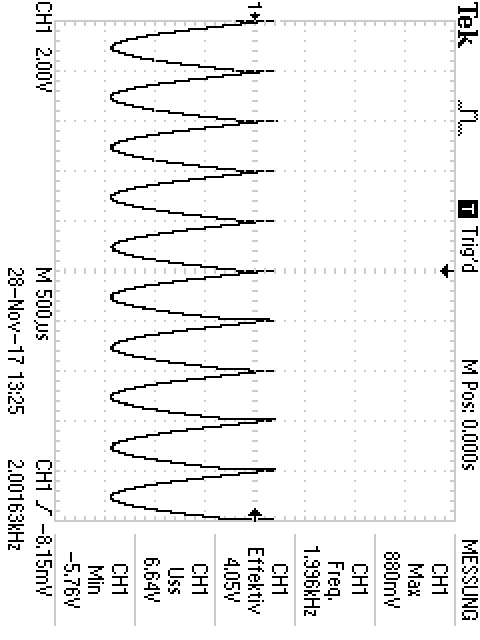 Tek T Trig'd M Pos: 0.000s MESSUNG
CH1
Max
880mV
CH1
Freq.
1.996kHz
1
CH1
Effektiv
4.05V
CH1
Uss
6.64V
CH1
Min
-5.76V
CH1 2.00V M 500µs CH1 -8.15mV
28-Nov-17 13:25 2.00163kHz